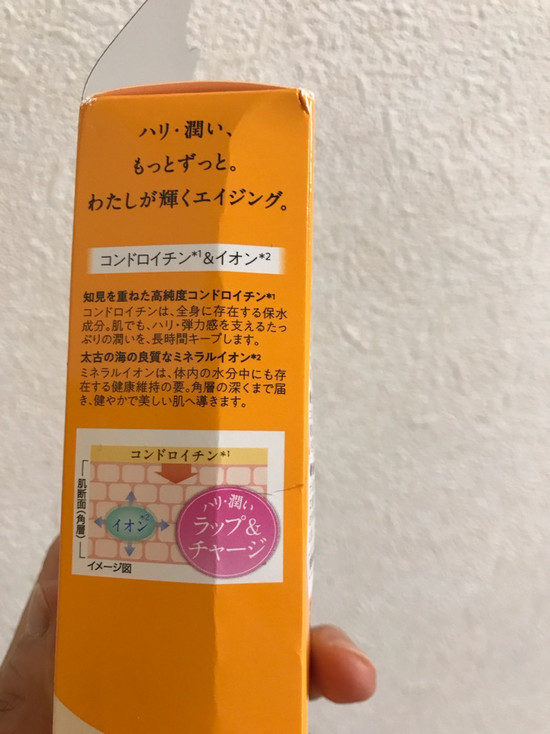 ハリ・潤い、
もっとずっと。
わたしが輝くエイジング。
コンドロイチン*1&イオン*2
知見を重ねた高純度コンドロイチン*1
コンドロイチンは、全身に存在する保水
成分。肌でも、ハリ・弾力感を支えるたっ
ぷりの潤いを、長時間キープします。
太古の海の良質なミネラルイオン*2
ミネラルイオンは、体内の水分中にも存
在する健康維持の要。角層の深くまで届
き、健やかで美しい肌へ導きます。
コンドロイチン*1
肌断面(角層)
イオン*2
ハリ・潤い
ラップ&
チャージ
イメージ図